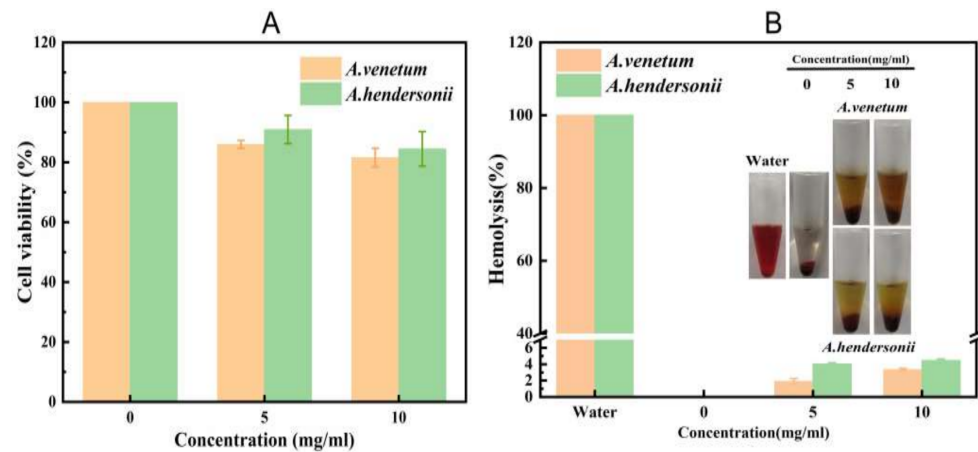 A
120
100
80
60
40
20
0
Cell viability (%)
A.venetum
A.hendersonii
0 5 10
Concentration (mg/ml)
B
120
100
80
60
40
6
4
2
0
Hemolysis(%)
A.venetum
A.hendersonii
Concentration(mg/ml)
0 5 10
A.venetum
Water
A.hendersonii
Water 0 5 10
Concentration(mg/ml)